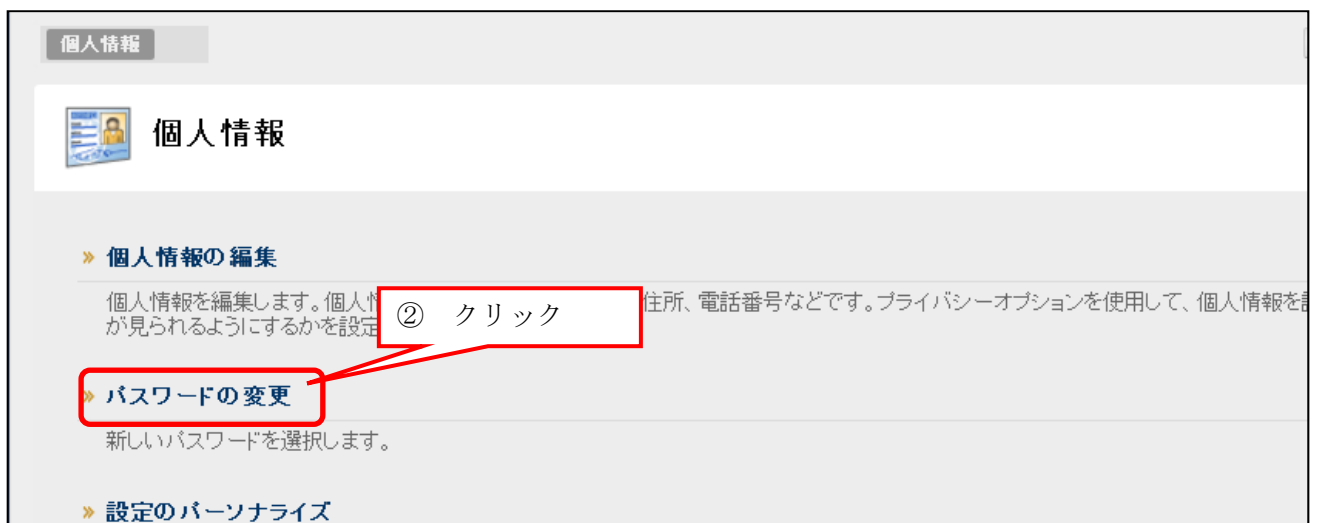 個人情報
個人情報
» 個人情報の編集
個人情報を編集します。個人
住所、電話番号などです。プライバシーオプションを使用して、個人情報を
が見られるようにするかを設定
② クリック
» パスワードの変更
新しいパスワードを選択します。
» 設定のパーソナライズ